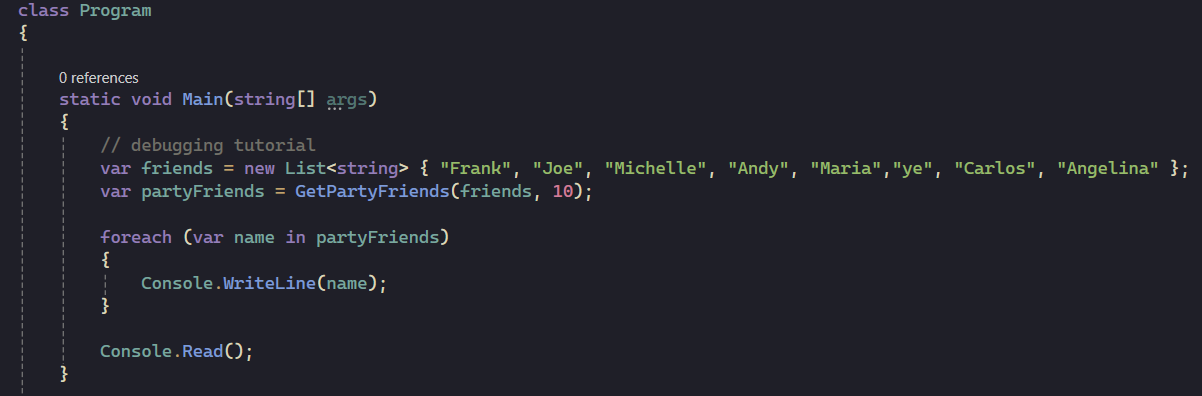 class Program
{
0 references
static void Main(string[] args)
{
// debugging tutorial
var friends = new List<string> { "Frank", "Joe", "Michelle", "Andy", "Maria","ye", "Carlos", "Angelina" };
var partyFriends = GetPartyFriends(friends, 10);
foreach (var name in partyFriends)
{
Console.WriteLine(name);
}
Console.Read();
}